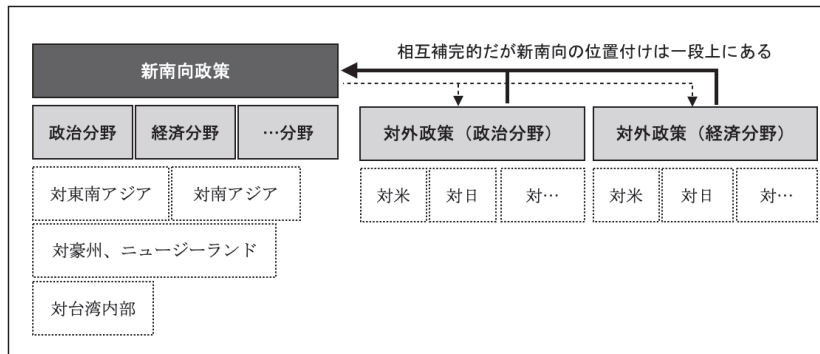 相互補完的だが新南向の位置付けは一段上にある
新南向政策
政治分野 経済分野 …分野
対外政策(政治分野) 対外政策(経済分野)
対東南アジア 対南アジア
対米 対日 対… 対米 対日 対…
対豪州、ニュージーランド
対台湾内部